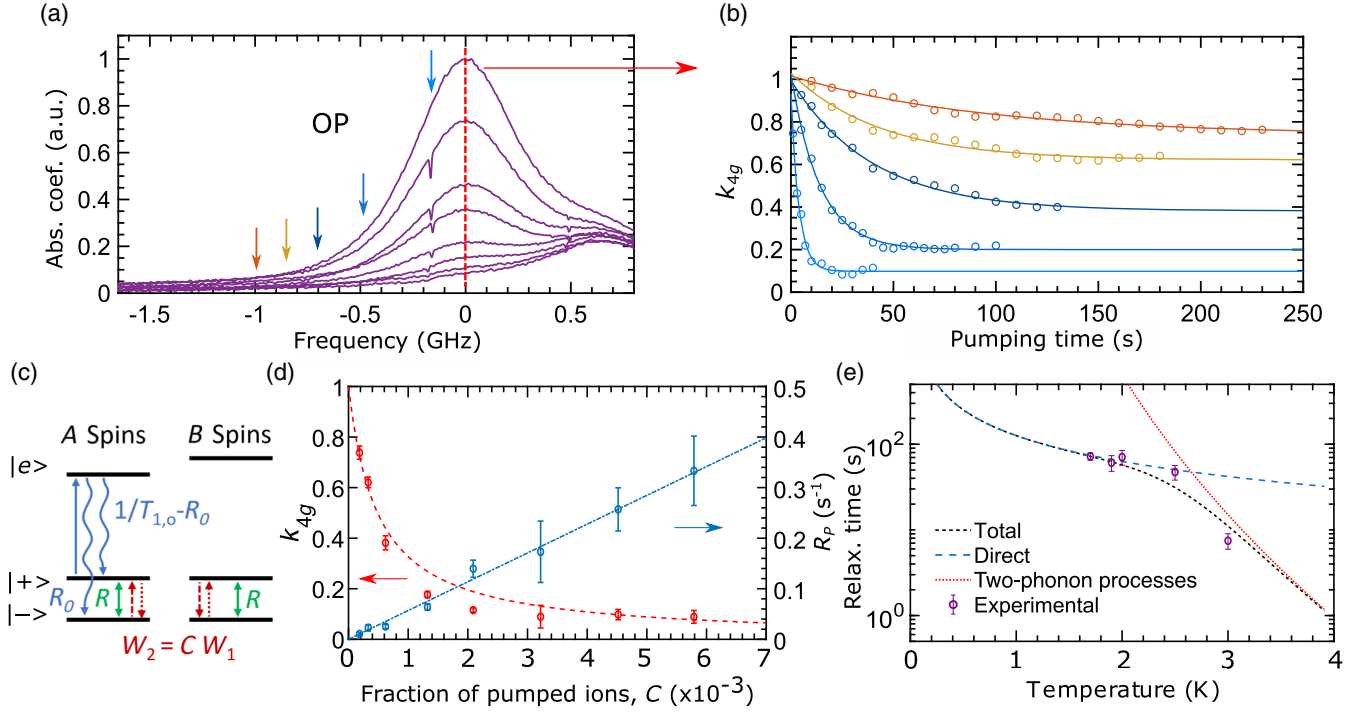 (a)
Abs. coef. (a.u.)
1
0.8
0.6
0.4
0.2
0
OP
-1.5
-1
-0.5
0
0.5
Frequency (GHz)
(b)
k4g
1.2
1
0.8
0.6
0.4
0.2
0
0
50
100
150
200
250
Pumping time (s)
(c)
A Spins
B Spins
|e>
1/T1,o-R0
|+>
|−>
R0
R
R
W2 = C W1
(d)
k4g
1
0.8
0.6
0.4
0.2
0
0
1
2
3
4
5
6
7
Fraction of pumped ions, C (x10-3)
0.5
0.4
0.3
0.2
0.1
0
RP (s-1)
(e)
Relax. time (s)
102
100
Total
Direct
Two-phonon processes
Experimental
0
1
2
3
4
Temperature (K)